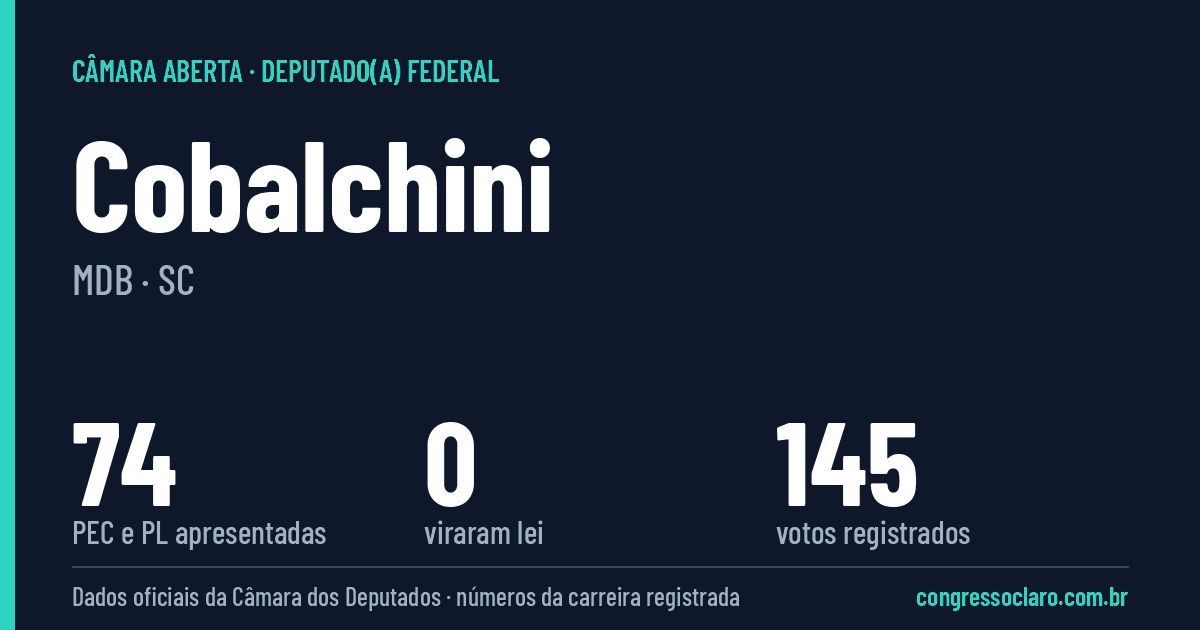 CÂMARA ABERTA · DEPUTADO(A) FEDERAL
Cobalchini
MDB · SC
74 0 145
PEC e PL apresentadas viraram lei votos registrados
Dados oficiais da Câmara dos Deputados · números da carreira registrada congressoclaro.com.br